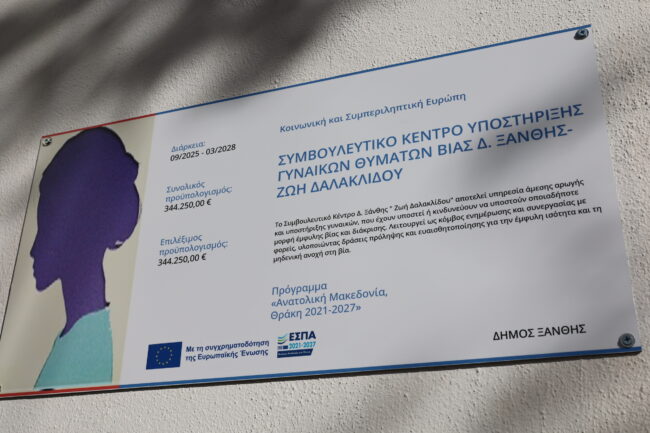 Κοινωνική και Συμπεριληπτική Ευρώπη
ΣΥΜΒΟΥΛΕΥΤΙΚΟ ΚΕΝΤΡΟ ΥΠΟΣΤΗΡΙΞΗΣ
ΓΥΝΑΙΚΩΝ ΘΥΜΑΤΩΝ ΒΙΑΣ Δ. ΞΑΝΘΗΣ-
ΖΩΗ ΔΑΛΑΚΛΙΔΟΥ
Διάρκεια:
09/2025 - 03/2028
Συνολικός
προϋπολογισμός:
344.250,00 €
Επιλέξιμος
προϋπολογισμός:
344.250,00 €
Το Συμβουλευτικό Κέντρο Δ. Ξάνθης " Ζωή Δαλακλίδου" αποτελεί υπηρεσία άμεσης αρωγής
και υποστήριξης γυναικών, που έχουν υποστεί ή κινδυνεύουν να υποστούν οποιαδήποτε
μορφή έμφυλης βίας και διάκρισης. Λειτουργεί ως κόμβος ενημέρωσης και συνεργασίας με
φορείς, υλοποιώντας δράσεις πρόληψης και ευαισθητοποίησης για την έμφυλη ισότητα και τη
μηδενική ανοχή στη βία.
Πρόγραμμα
«Ανατολική Μακεδονία,
Θράκη 2021-2027»
Με τη συγχρηματοδότηση
της Ευρωπαϊκής Ένωσης
ΕΣΠΑ
2021-2027
ΔΗΜΟΣ ΞΑΝΘΗΣ